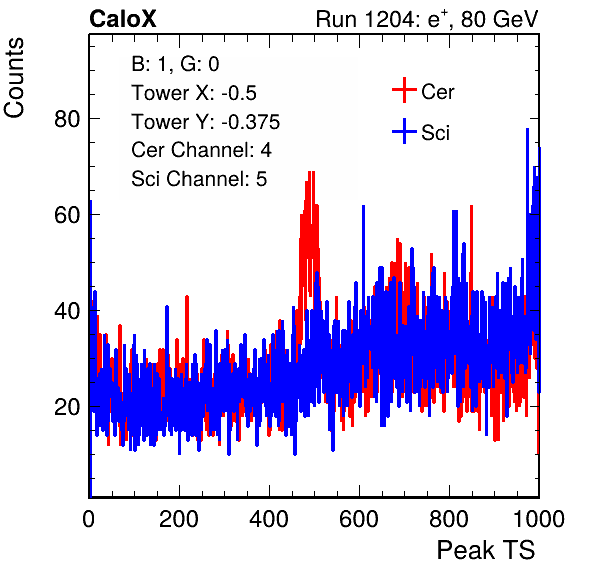 CaloX Run 1204: e⁺, 80 GeV
Counts
B: 1, G: 0
Tower X: -0.5
Tower Y: -0.375
Cer Channel: 4
Sci Channel: 5
Cer
Sci
80
60
40
20
0 200 400 600 800 1000
Peak TS